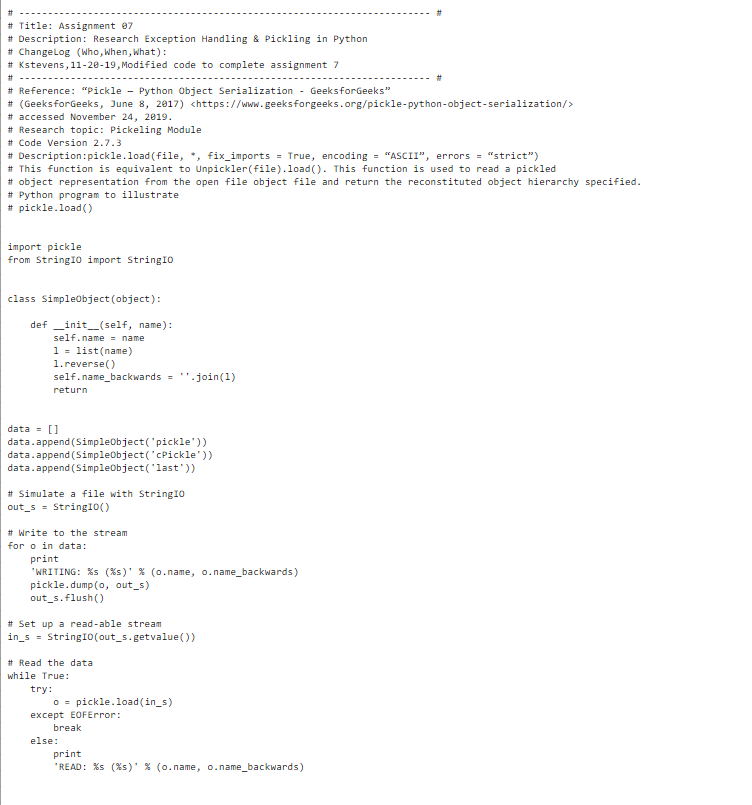 # ------------------------------------------------------------------------ #
# Title: Assignment 07
# Description: Research Exception Handling & Pickling in Python
# ChangeLog (Who,When,What):
# Kstevens,11-20-19,Modified code to complete assignment 7
# ------------------------------------------------------------------------ #
# Reference: “Pickle — Python Object Serialization - GeeksforGeeks”
# (GeeksforGeeks, June 8, 2017) <https://www.geeksforgeeks.org/pickle-python-object-serialization/>
# accessed November 24, 2019.
# Research topic: Pickeling Module
# Code Version 2.7.3
# Description:pickle.load(file, *, fix_imports = True, encoding = “ASCII”, errors = “strict”)
# This function is equivalent to Unpickler(file).load(). This function is used to read a pickled
# object representation from the open file object file and return the reconstituted object hierarchy specified.
# Python program to illustrate
# pickle.load()
import pickle
from StringIO import StringIO
class SimpleObject(object):
    def __init__(self, name):
        self.name = name
        l = list(name)
        l.reverse()
        self.name_backwards = ''.join(l)
        return
data = []
data.append(SimpleObject('pickle'))
data.append(SimpleObject('cPickle'))
data.append(SimpleObject('last'))
# Simulate a file with StringIO
out_s = StringIO()
# Write to the stream
for o in data:
    print
    'WRITING: %s (%s)' % (o.name, o.name_backwards)
    pickle.dump(o, out_s)
    out_s.flush()
# Set up a read-able stream
in_s = StringIO(out_s.getvalue())
# Read the data
while True:
    try:
        o = pickle.load(in_s)
    except EOFError:
        break
    else:
        print
        'READ: %s (%s)' % (o.name, o.name_backwards)